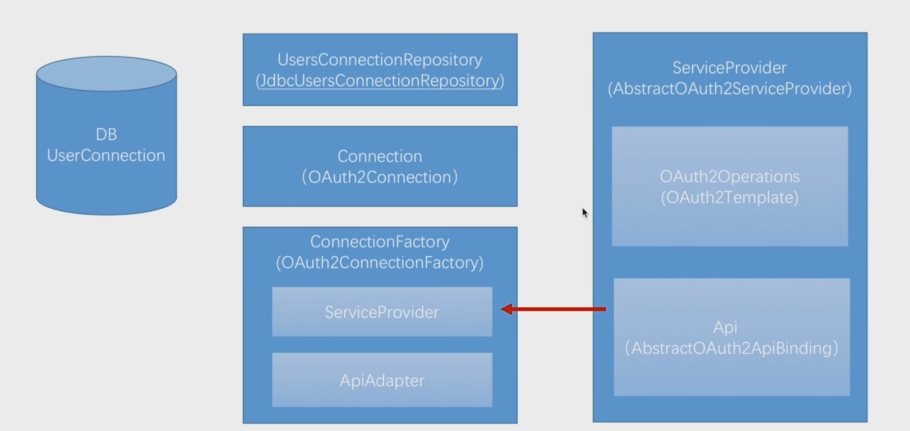 DB
UserConnection
UsersConnectionRepository
(JdbcUsersConnectionRepository)
Connection
(OAuth2Connection)
ConnectionFactory
(OAuth2ConnectionFactory)
ServiceProvider
ApiAdapter
ServiceProvider
(AbstractOAuth2ServiceProvider)
OAuth2Operations
(OAuth2Template)
Api
(AbstractOAuth2ApiBinding)